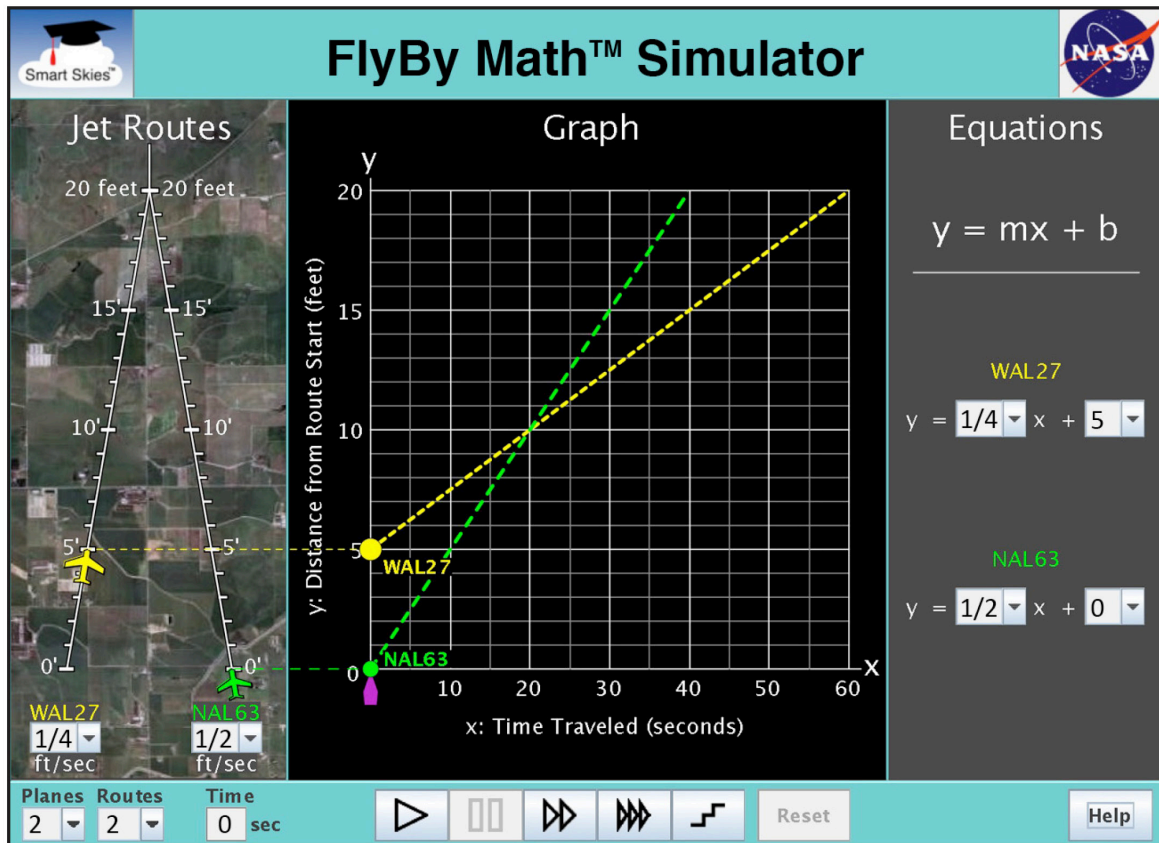 Smart Skies™
FlyBy Math™ Simulator
NASA
Jet Routes
20 feet 20 feet
15' 15'
10' 10'
5' 5'
0' 0'
WAL27 NAL63
1/4 1/2
ft/sec ft/sec
Graph
y
y: Distance from Route Start (feet)
20
15
10
5
0
WAL27
NAL63
10 20 30 40 50 60 x
x: Time Traveled (seconds)
Equations
y = mx + b
WAL27
y = 1/4 x + 5
NAL63
y = 1/2 x + 0
Planes Routes Time
2 2 0 sec
Reset
Help